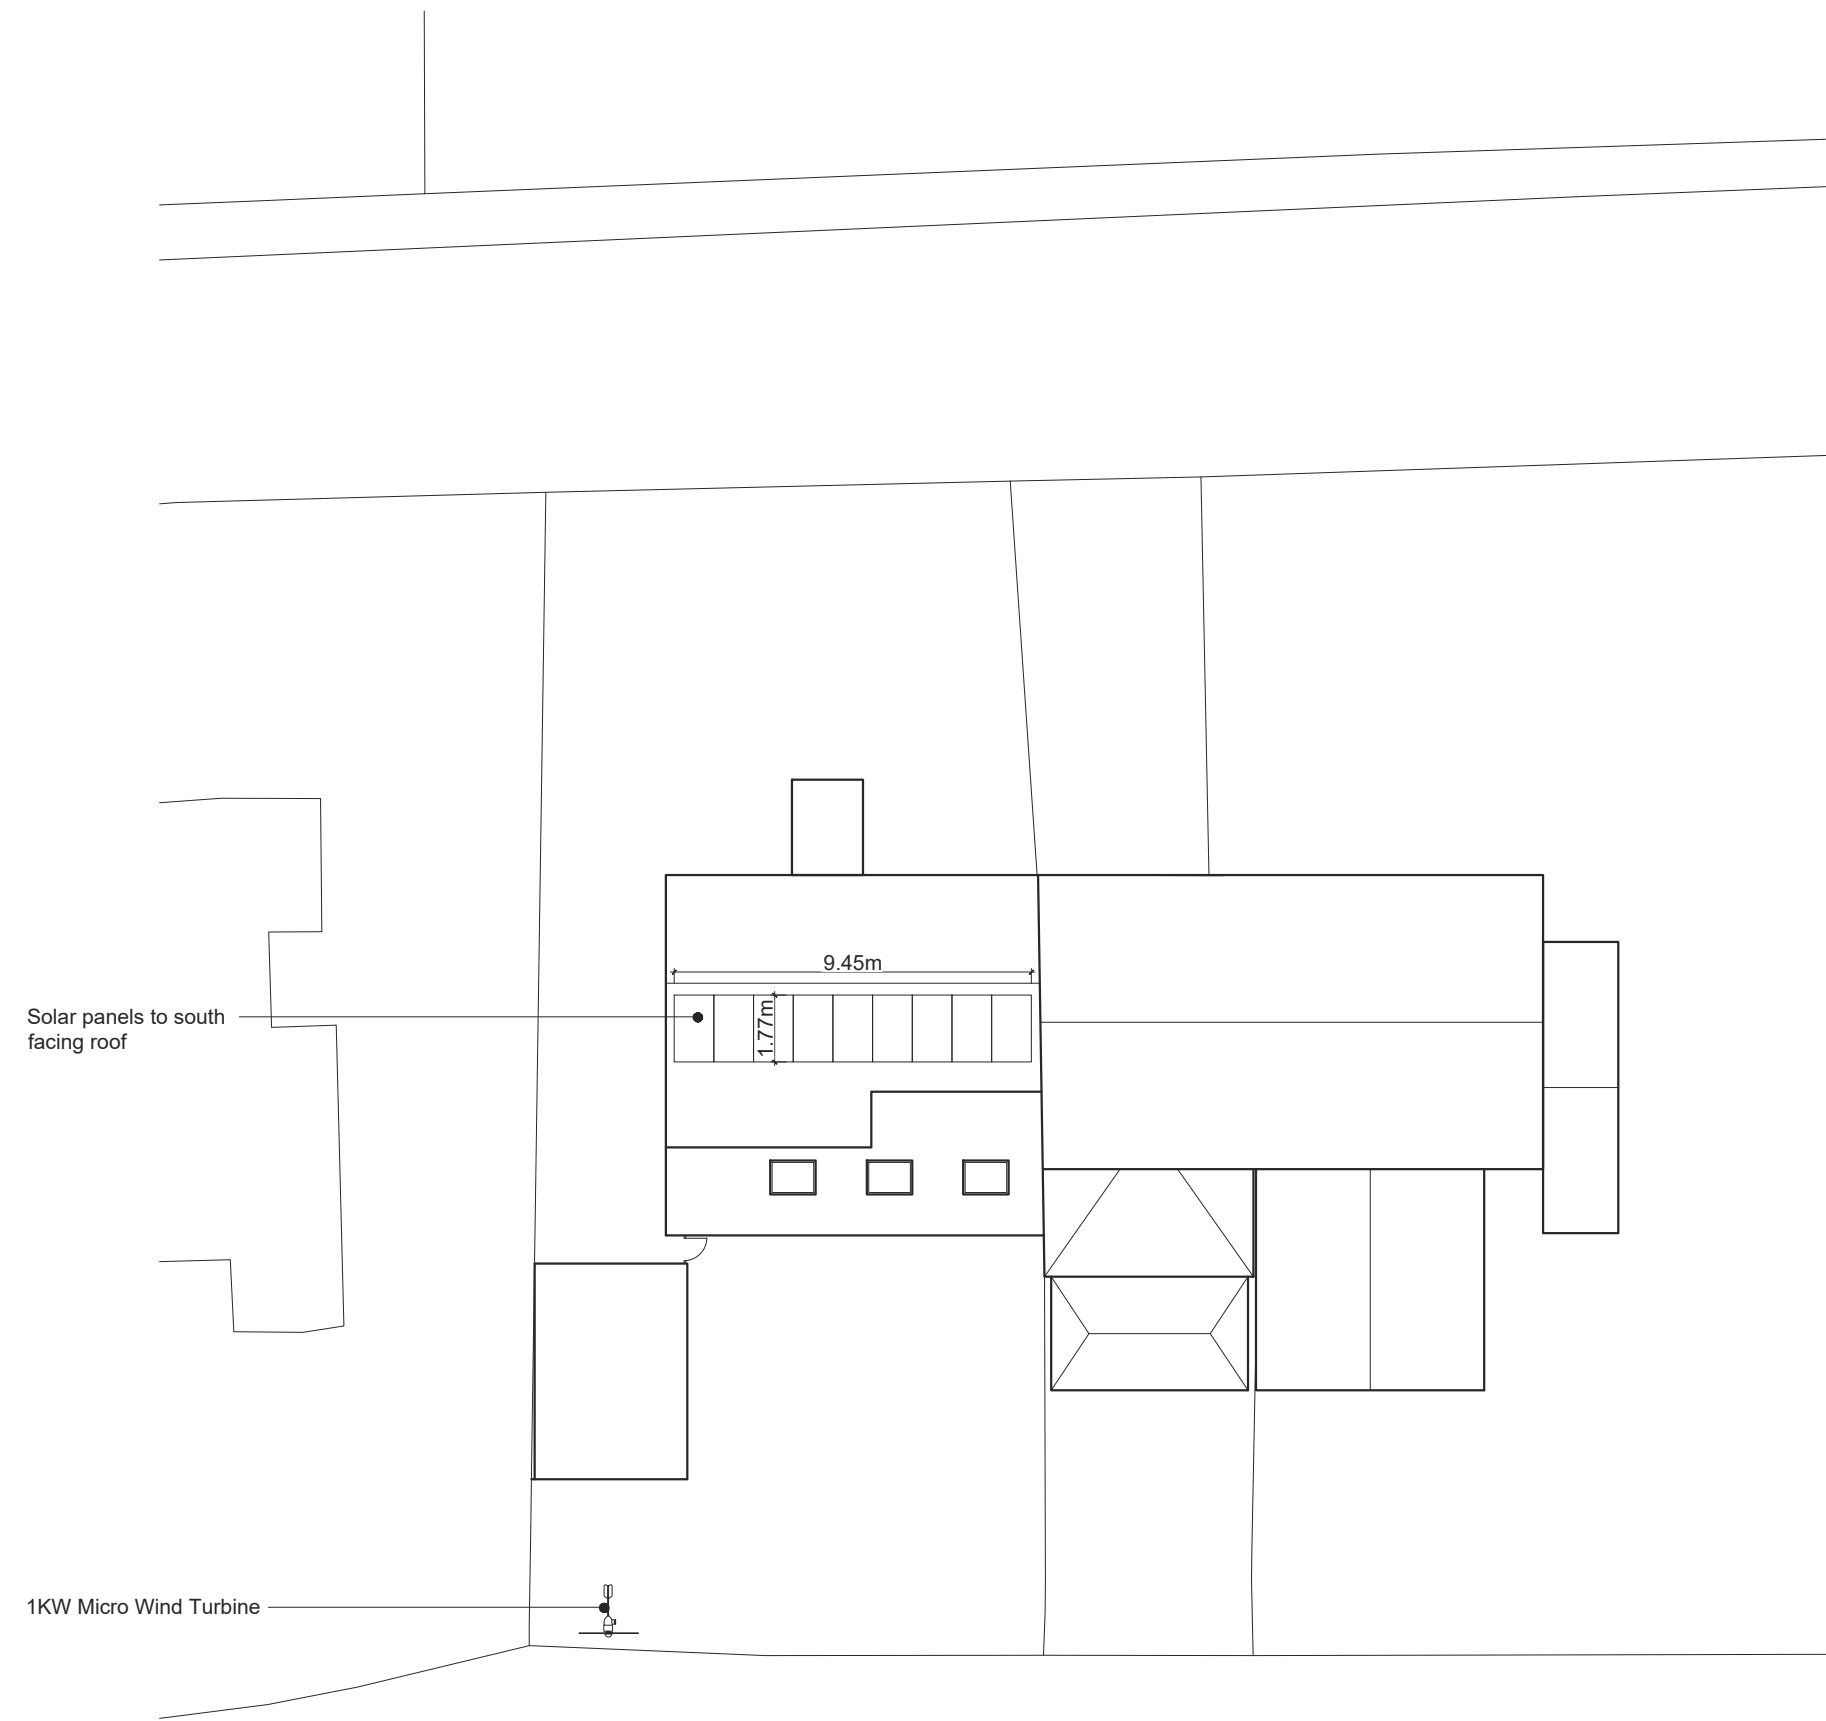 9.45m
1.77m
Solar panels to south
facing roof
1KW Micro Wind Turbine